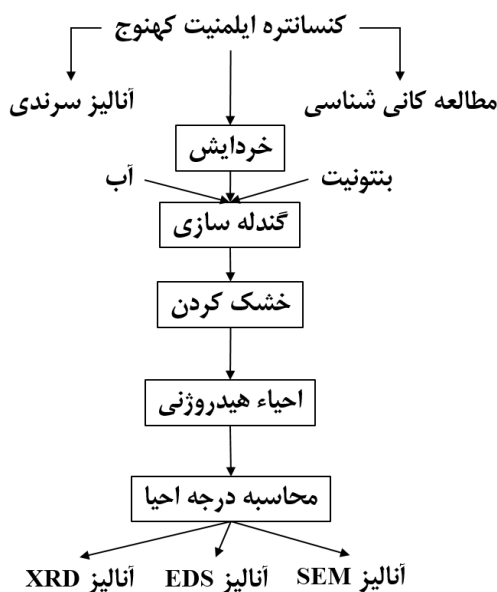 کنسانتره ایلمنیت کهنوج
مطالعه کانی شناسی
آنالیز سرندی
خردایش
بنتونیت
آب
گندله سازی
خشک کردن
احیاء هیدروژنی
محاسبه درجه احیا
آنالیز SEM
آنالیز EDS
آنالیز XRD